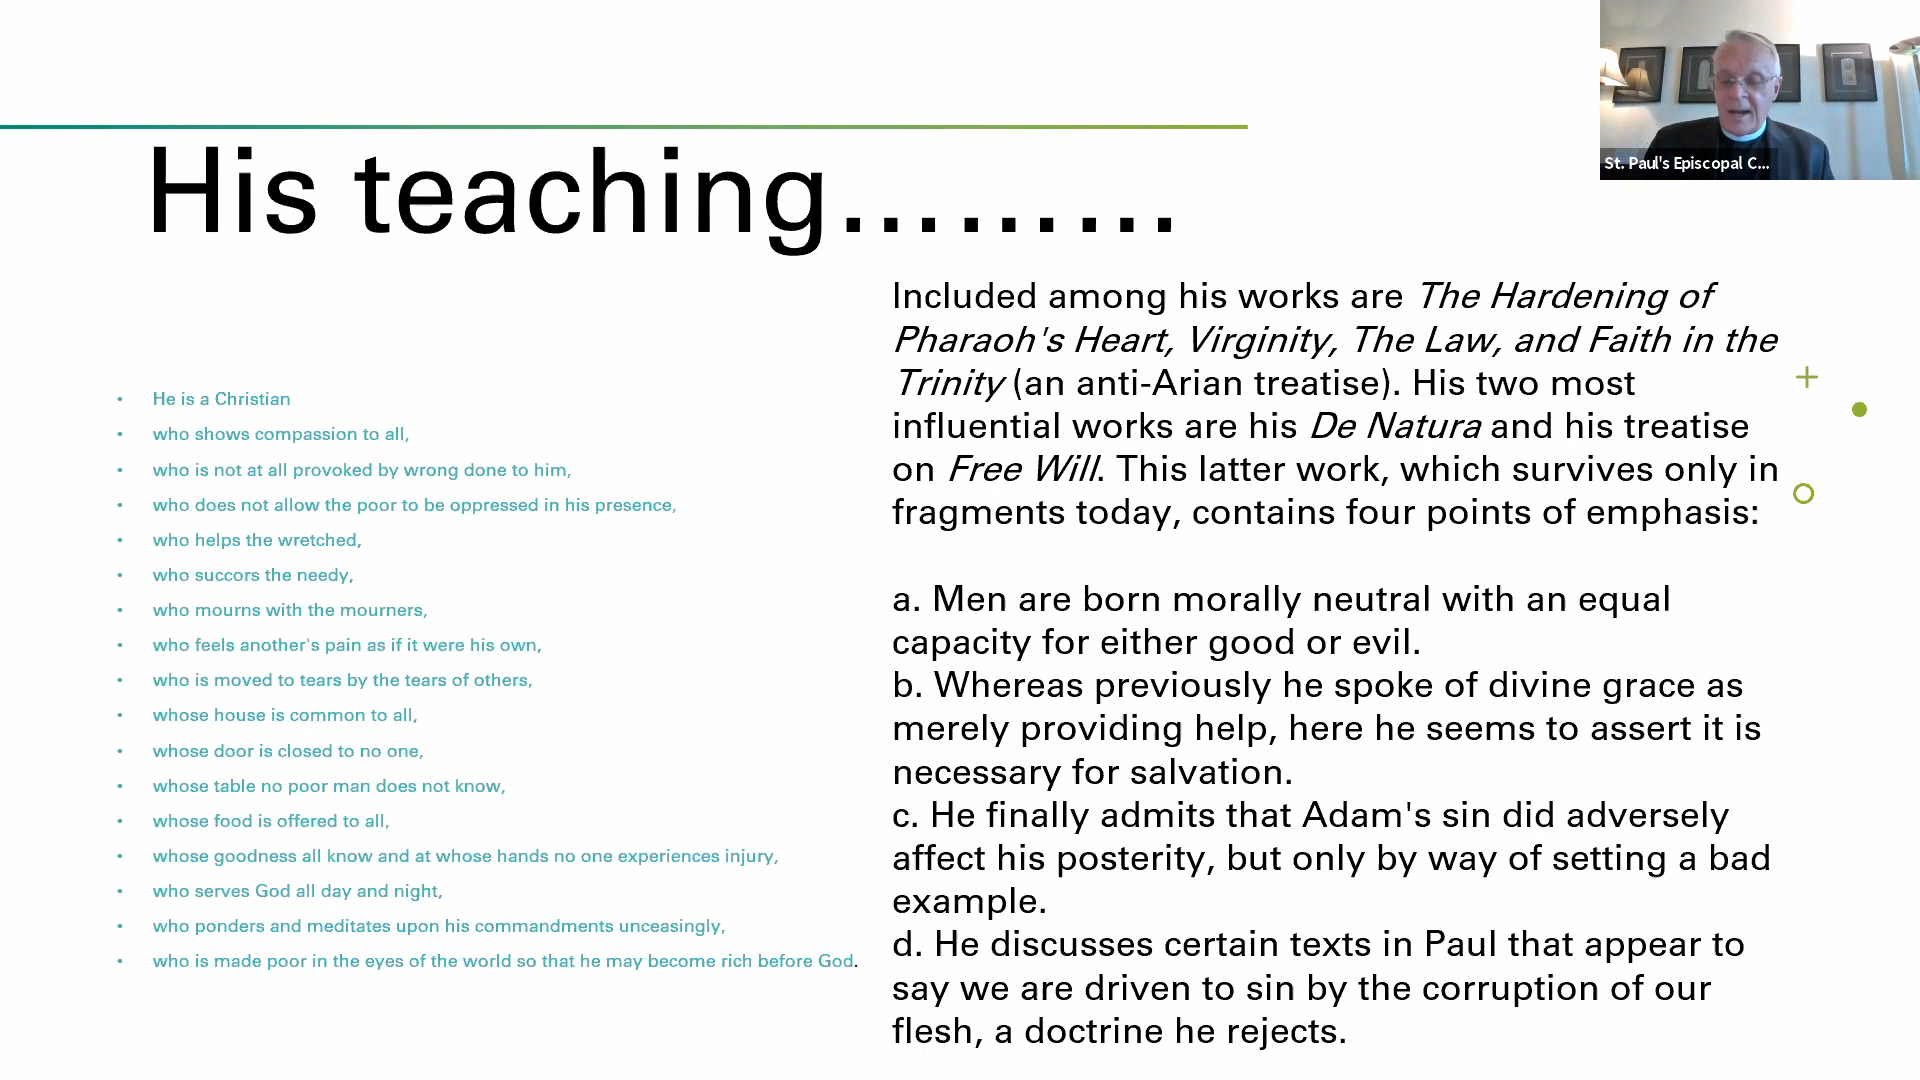 St. Paul's Episcopal C...
His teaching.........
• He is a Christian
• who shows compassion to all,
• who is not at all provoked by wrong done to him,
• who does not allow the poor to be oppressed in his presence,
• who helps the wretched,
• who succors the needy,
• who mourns with the mourners,
• who feels another's pain as if it were his own,
• who is moved to tears by the tears of others,
• whose house is common to all,
• whose door is closed to no one,
• whose table no poor man does not know,
• whose food is offered to all,
• whose goodness all know and at whose hands no one experiences injury,
• who serves God all day and night,
• who ponders and meditates upon his commandments unceasingly,
• who is made poor in the eyes of the world so that he may become rich before God.
Included among his works are The Hardening of
Pharaoh's Heart, Virginity, The Law, and Faith in the
Trinity (an anti-Arian treatise). His two most
influential works are his De Natura and his treatise
on Free Will. This latter work, which survives only in
fragments today, contains four points of emphasis:
a. Men are born morally neutral with an equal
capacity for either good or evil.
b. Whereas previously he spoke of divine grace as
merely providing help, here he seems to assert it is
necessary for salvation.
c. He finally admits that Adam's sin did adversely
affect his posterity, but only by way of setting a bad
example.
d. He discusses certain texts in Paul that appear to
say we are driven to sin by the corruption of our
flesh, a doctrine he rejects.